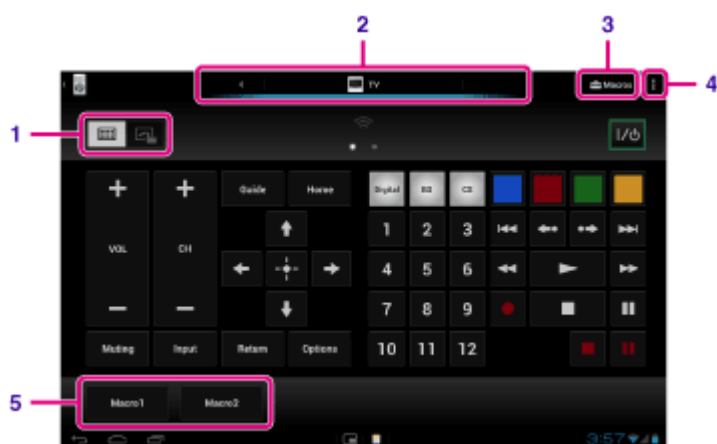 2
3
4
TV
Macros
1
Guide
Home
Digital
BS
CS
VOL
CH
1
2
3
4
5
6
7
8
9
Muting
Input
Return
Options
10
11
12
5
Macro1
Macro2
3:57